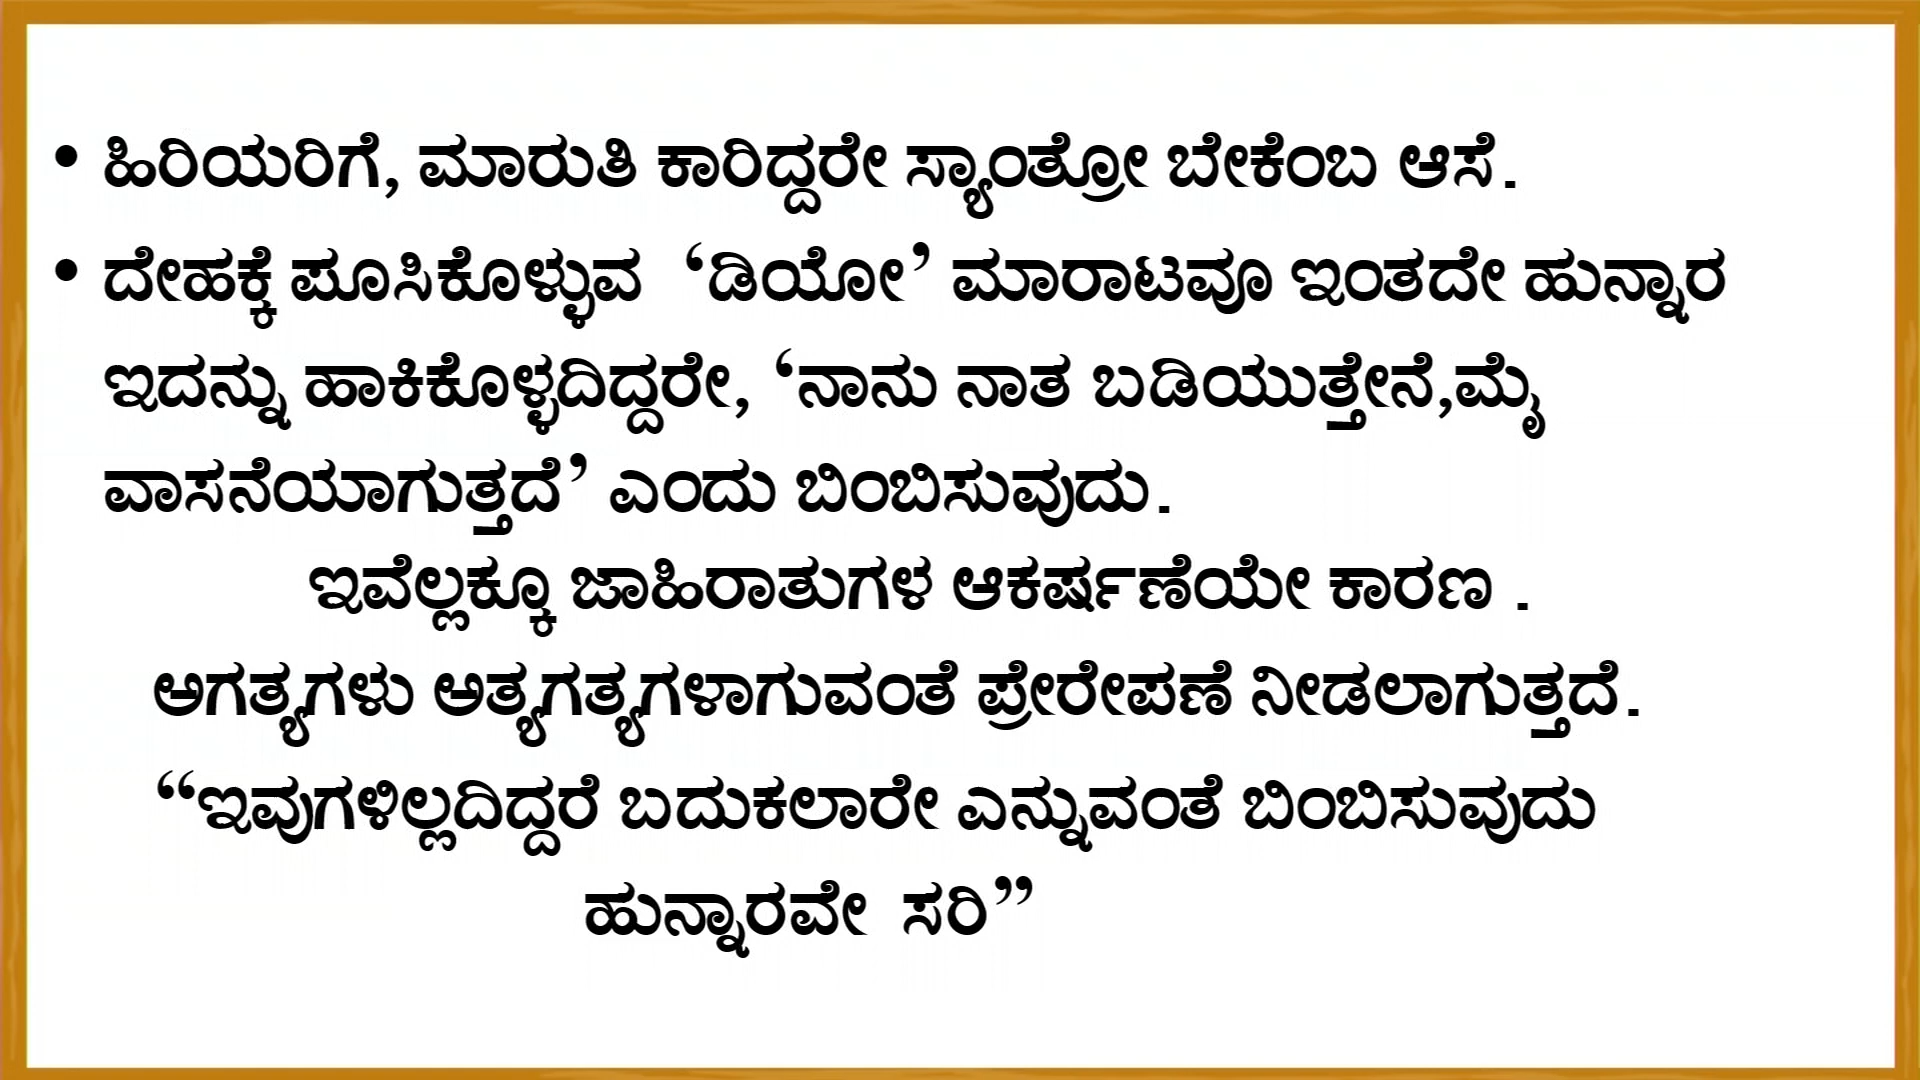 • ಹಿರಿಯರಿಗೆ, ಮಾರುತಿ ಕಾರಿದ್ದರೇ ಸ್ಯಾಂತ್ರೋ ಬೇಕೆಂಬ ಆಸೆ.
• ದೇಹಕ್ಕೆ ಪೂಸಿಕೊಳ್ಳುವ ‘ಡಿಯೋ’ ಮಾರಾಟವೂ ಇಂತದೇ ಹುನ್ನಾರ
ಇದನ್ನು ಹಾಕಿಕೊಳ್ಳದಿದ್ದರೇ, ‘ನಾನು ನಾತ ಬಡಿಯುತ್ತೇನೆ,ಮೈ
ವಾಸನೆಯಾಗುತ್ತದೆ’ ಎಂದು ಬಿಂಬಿಸುವುದು.
ಇವೆಲ್ಲಕ್ಕೂ ಜಾಹಿರಾತುಗಳ ಆಕರ್ಷಣೆಯೇ ಕಾರಣ .
ಅಗತ್ಯಗಳು ಅತ್ಯಗತ್ಯಗಳಾಗುವಂತೆ ಪ್ರೇರೇಪಣೆ ನೀಡಲಾಗುತ್ತದೆ.
“ಇವುಗಳಿಲ್ಲದಿದ್ದರೆ ಬದುಕಲಾರೇ ಎನ್ನುವಂತೆ ಬಿಂಬಿಸುವುದು
ಹುನ್ನಾರವೇ ಸರಿ”